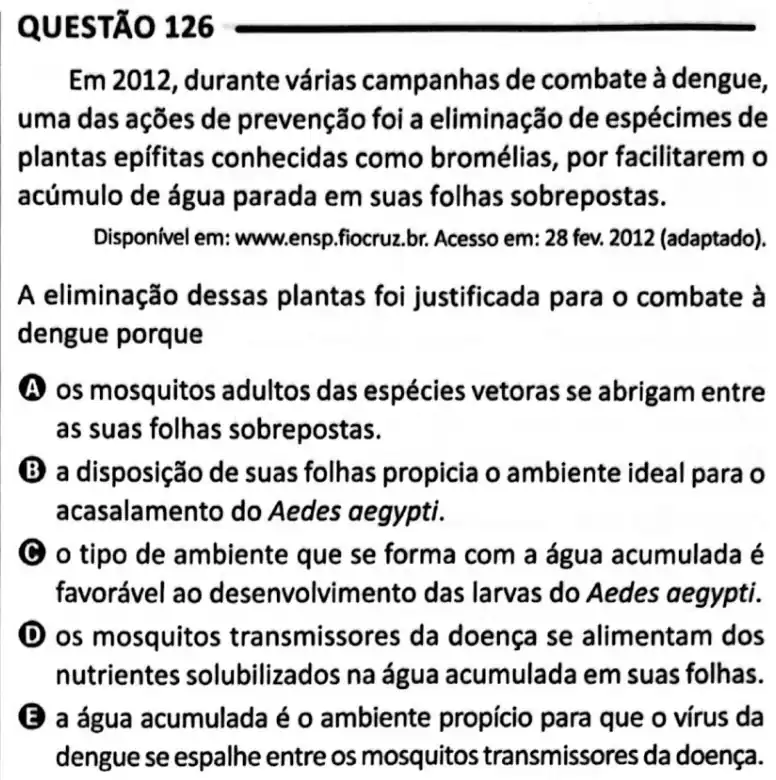 QUESTÃO 126
Em 2012, durante várias campanhas de combate à dengue,
uma das ações de prevenção foi a eliminação de espécimes de
plantas epífitas conhecidas como bromélias, por facilitarem o
acúmulo de água parada em suas folhas sobrepostas.
Disponível em: www.ensp.fiocruz.br. Acesso em: 28 fev. 2012 (adaptado).
A eliminação dessas plantas foi justificada para o combate à
dengue porque
A os mosquitos adultos das espécies vetoras se abrigam entre
as suas folhas sobrepostas.
B a disposição de suas folhas propicia o ambiente ideal para o
acasalamento do Aedes aegypti.
C o tipo de ambiente que se forma com a água acumulada é
favorável ao desenvolvimento das larvas do Aedes aegypti.
D os mosquitos transmissores da doença se alimentam dos
nutrientes solubilizados na água acumulada em suas folhas.
E a água acumulada é o ambiente propício para que o vírus da
dengue se espalhe entre os mosquitos transmissores da doença.